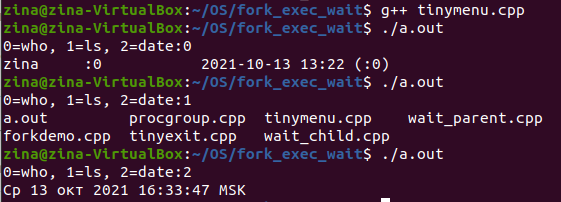 zina@zina-VirtualBox:~/OS/fork_exec_wait$ g++ tinymenu.cpp
zina@zina-VirtualBox:~/OS/fork_exec_wait$ ./a.out
0=who, 1=ls, 2=date:0
zina     :0           2021-10-13 13:22 (:0)
zina@zina-VirtualBox:~/OS/fork_exec_wait$ ./a.out
0=who, 1=ls, 2=date:1
a.out         procgroup.cpp  tinymenu.cpp    wait_parent.cpp
forkdemo.cpp  tinyexit.cpp   wait_child.cpp
zina@zina-VirtualBox:~/OS/fork_exec_wait$ ./a.out
0=who, 1=ls, 2=date:2
Ср 13 окт 2021 16:33:47 MSK